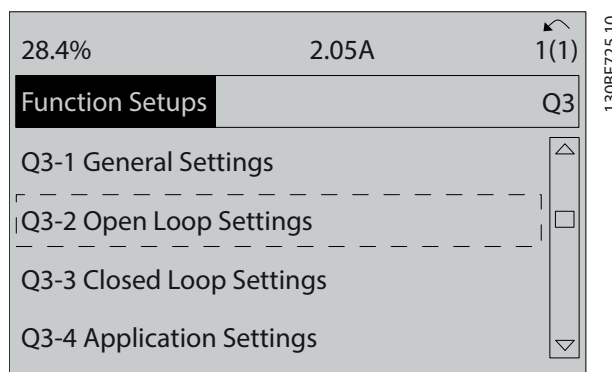 28.4% 2.05A 1(1)
Function Setups Q3
Q3-1 General Settings
Q3-2 Open Loop Settings
Q3-3 Closed Loop Settings
Q3-4 Application Settings
130BF725.10